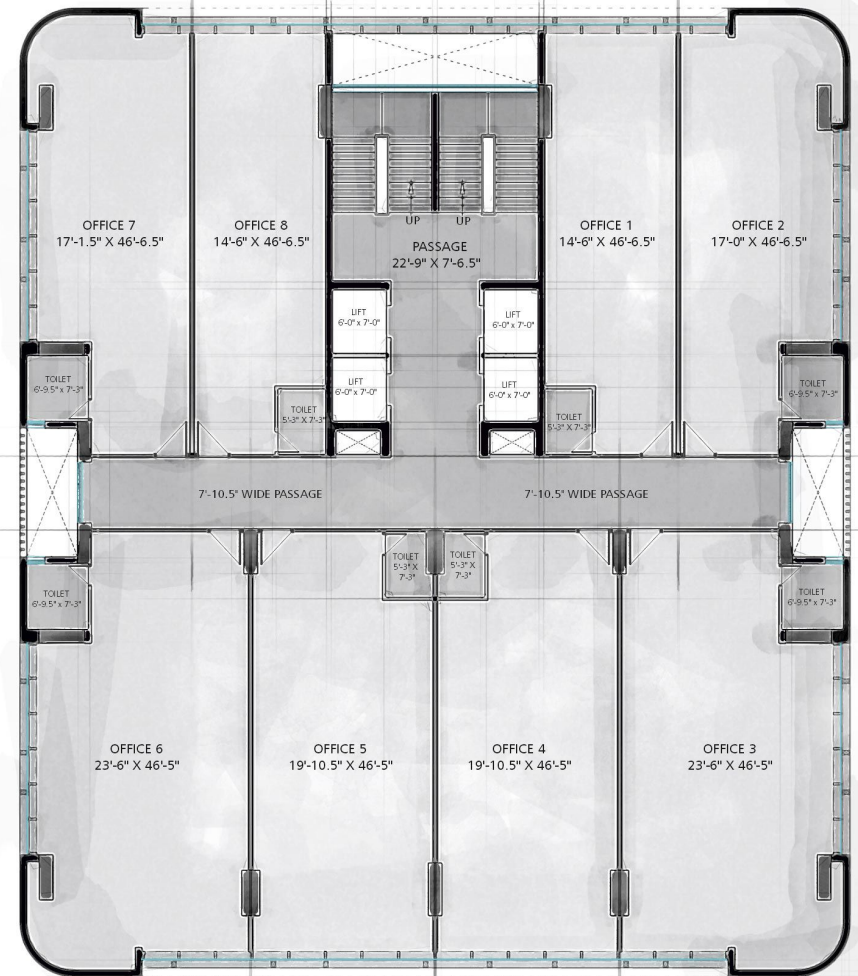 OFFICE 7
17'-1.5" X 46'-6.5"
OFFICE 8
14'-6" X 46'-6.5"
UP
UP
PASSAGE
22'-9" X 7'-6.5"
OFFICE 1
14'-6" X 46'-6.5"
OFFICE 2
17'-0" X 46'-6.5"
LIFT
6'-0" x 7'-0"
LIFT
6'-0" x 7'-0"
LIFT
6'-0" x 7'-0"
LIFT
6'-0" x 7'-0"
TOILET
6'-9.5" x 7'-3"
TOILET
5'-3" X 7'-3"
TOILET
5'-3" X 7'-3"
TOILET
6'-9.5" x 7'-3"
7'-10.5" WIDE PASSAGE
7'-10.5" WIDE PASSAGE
TOILET
6'-9.5" x 7'-3"
TOILET
5'-3" X
7'-3"
TOILET
5'-3" X
7'-3"
TOILET
6'-9.5" x 7'-3"
OFFICE 6
23'-6" X 46'-5"
OFFICE 5
19'-10.5" X 46'-5"
OFFICE 4
19'-10.5" X 46'-5"
OFFICE 3
23'-6" X 46'-5"